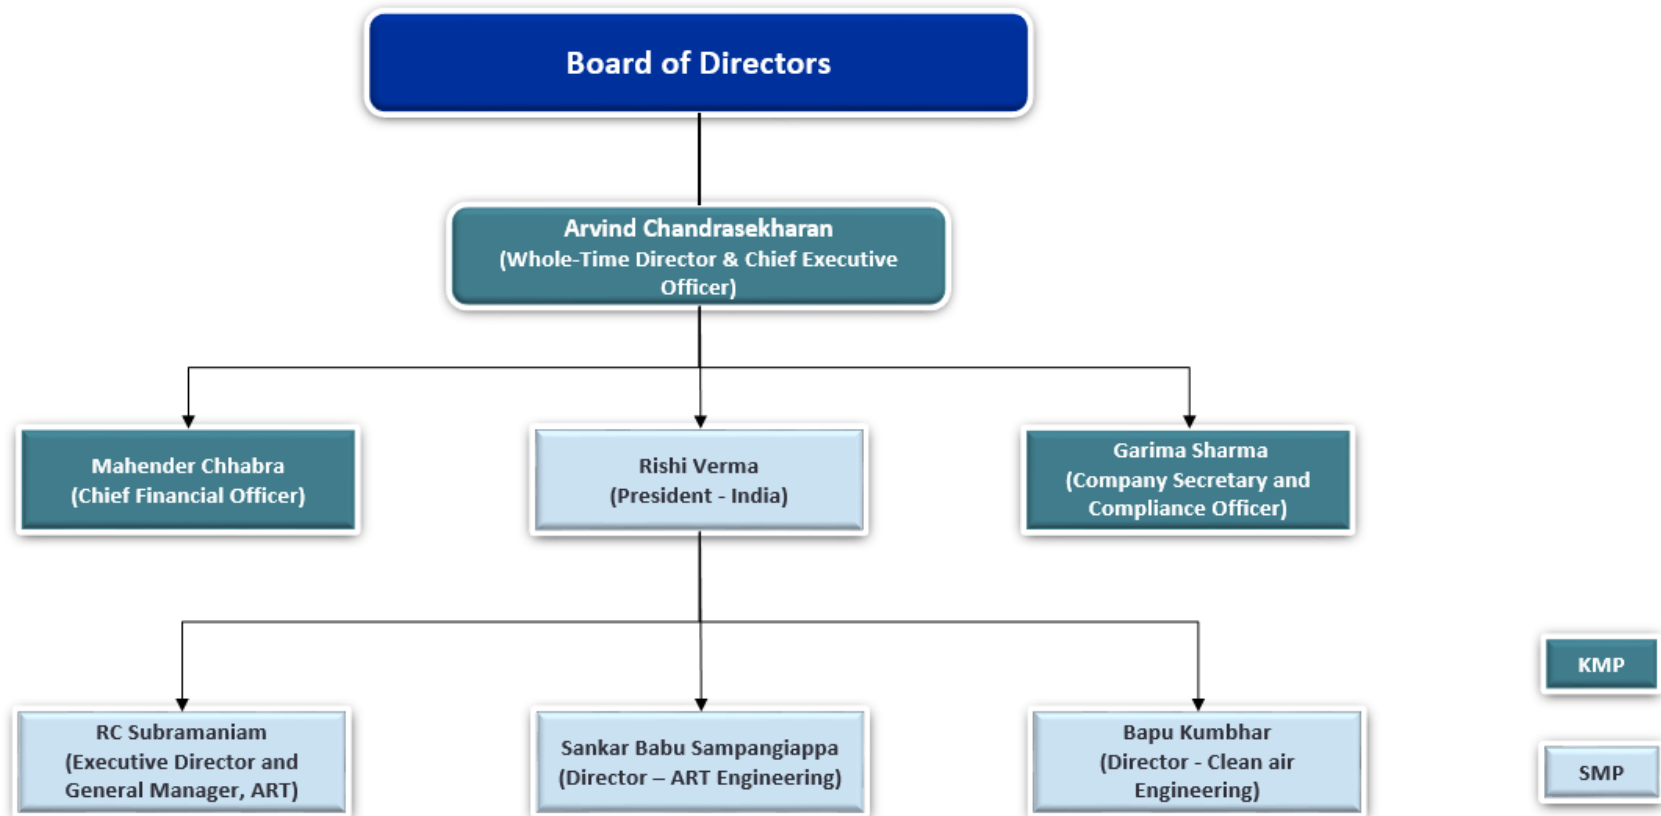 Board of Directors
Arvind Chandrasekharan
(Whole-Time Director & Chief Executive
Officer)
Mahender Chhabra
(Chief Financial Officer)
Rishi Verma
(President - India)
Garima Sharma
(Company Secretary and
Compliance Officer)
RC Subramaniam
(Executive Director and
General Manager, ART)
Sankar Babu Sampangiappa
(Director – ART Engineering)
Bapu Kumbhar
(Director - Clean air
Engineering)
KMP
SMP